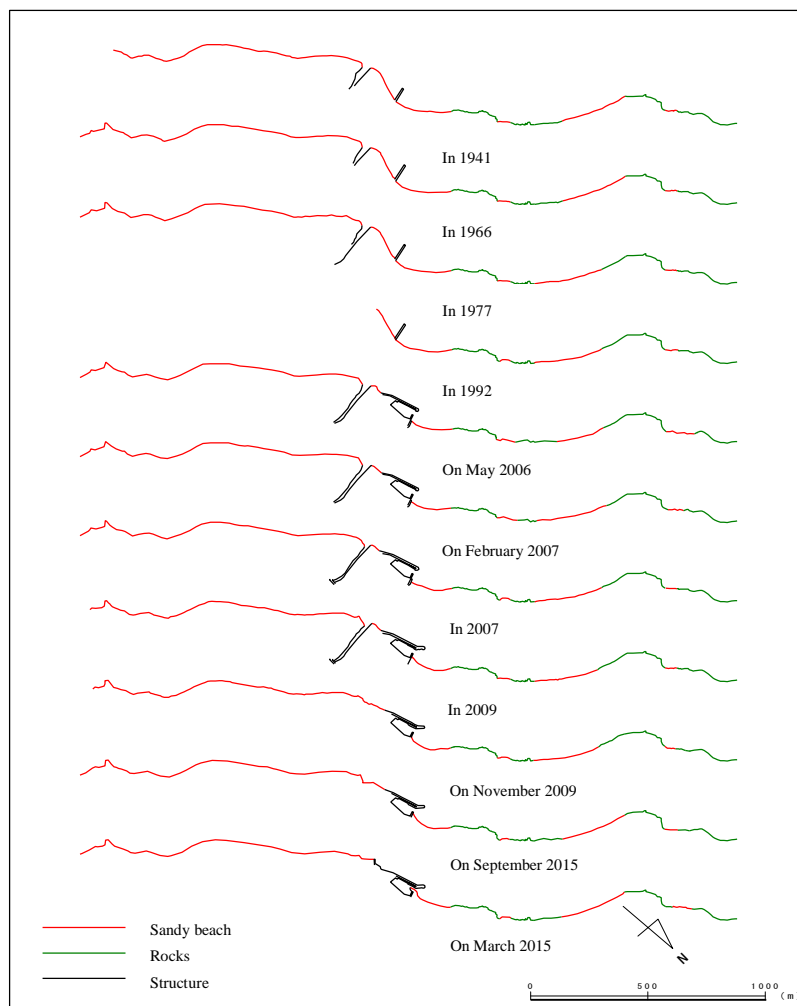 In 1941
In 1966
In 1977
In 1992
On May 2006
On February 2007
In 2007
In 2009
On November 2009
On September 2015
On March 2015
Sandy beach
Rocks
Structure
N
0 500 1000
(m)